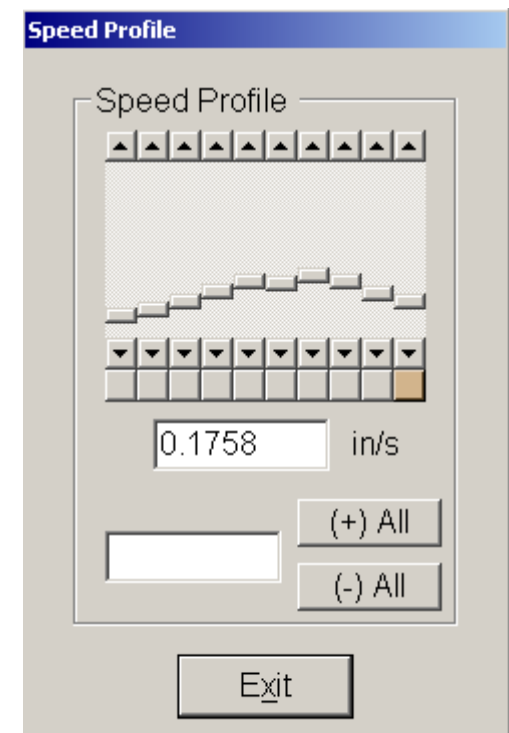 Speed Profile
Speed Profile
0.1758 in/s
(+) All
(-) All
Exit